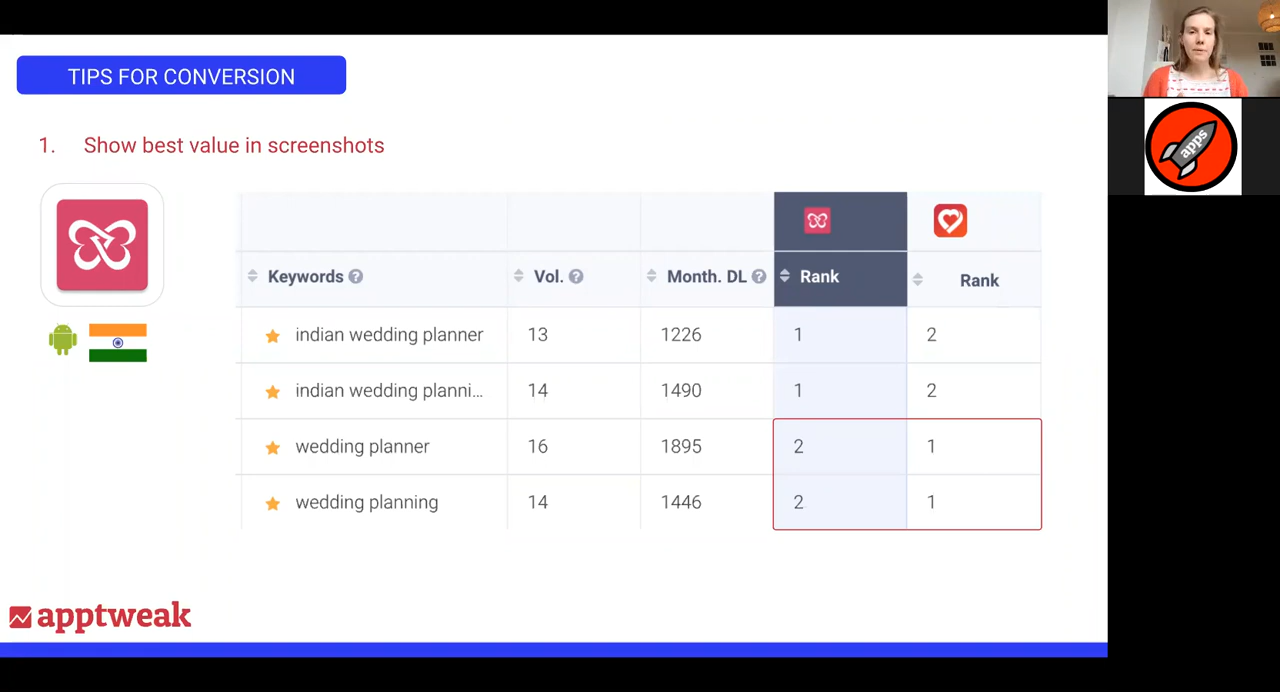 TIPS FOR CONVERSION
1. Show best value in screenshots
apps
Keywords ? Vol. ? Month. DL ? Rank Rank
indian wedding planner 13 1226 1 2
indian wedding planni... 14 1490 1 2
wedding planner 16 1895 2 1
wedding planning 14 1446 2 1
apptweak